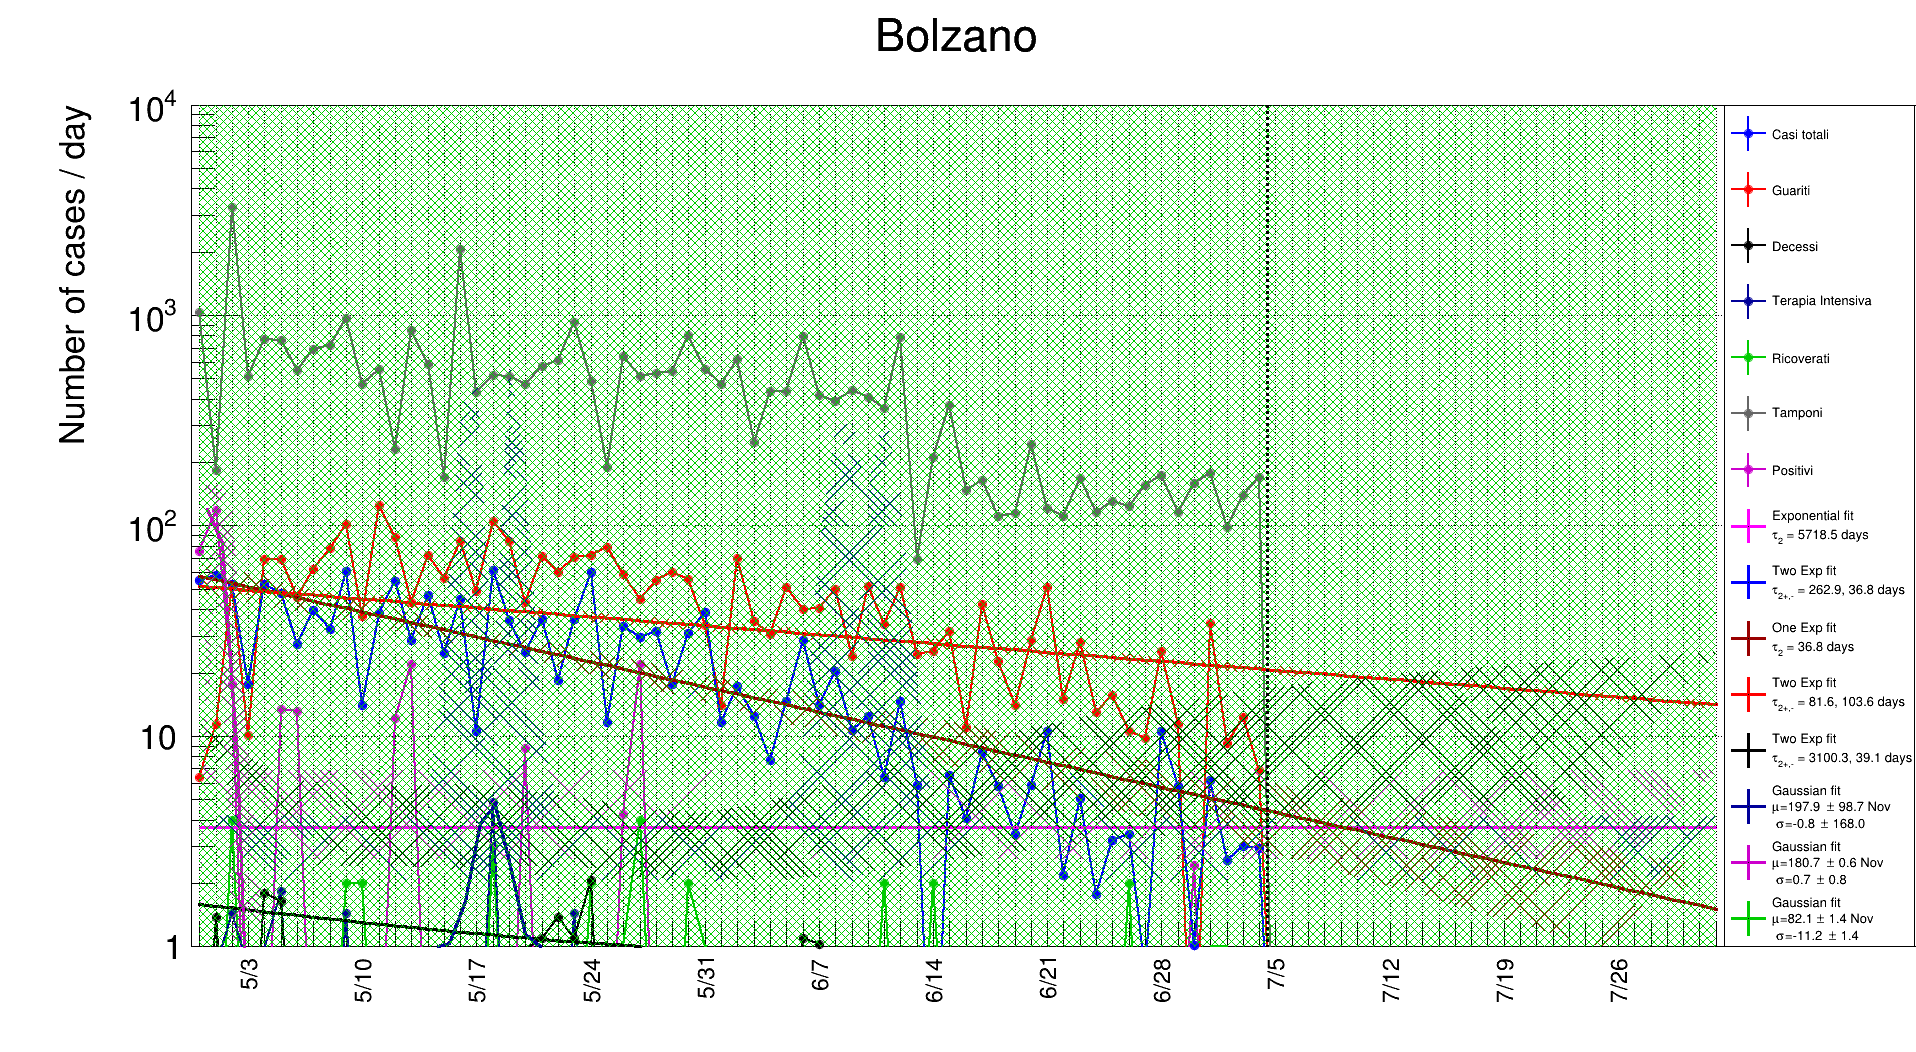 Bolzano
Number of cases / day
10⁴
10³
10²
10
1
5/3
5/10
5/17
5/24
5/31
6/7
6/14
6/21
6/28
7/5
7/12
7/19
7/26
Casi totali
Guariti
Decessi
Terapia Intensiva
Ricoverati
Tamponi
Positivi
Exponential fit
τ₂ = 5718.5 days
Two Exp fit
τ₂₊,₋ = 262.9, 36.8 days
One Exp fit
τ₂ = 36.8 days
Two Exp fit
τ₂₊,₋ = 81.6, 103.6 days
Two Exp fit
τ₂₊,₋ = 3100.3, 39.1 days
Gaussian fit
μ=197.9 ± 98.7 Nov
σ=-0.8 ± 168.0
Gaussian fit
μ=180.7 ± 0.6 Nov
σ=0.7 ± 0.8
Gaussian fit
μ=82.1 ± 1.4 Nov
σ=-11.2 ± 1.4